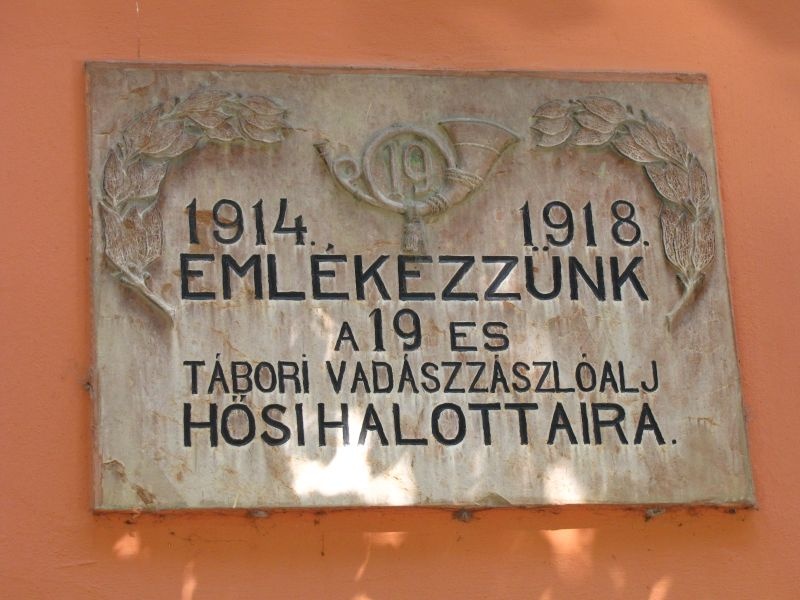 19
1914. 1918.
EMLÉKEZZÜNK
A 19 ES
TÁBORI VADÁSZZÁSZLÓALJ
HŐSI HALOTTAIRA.